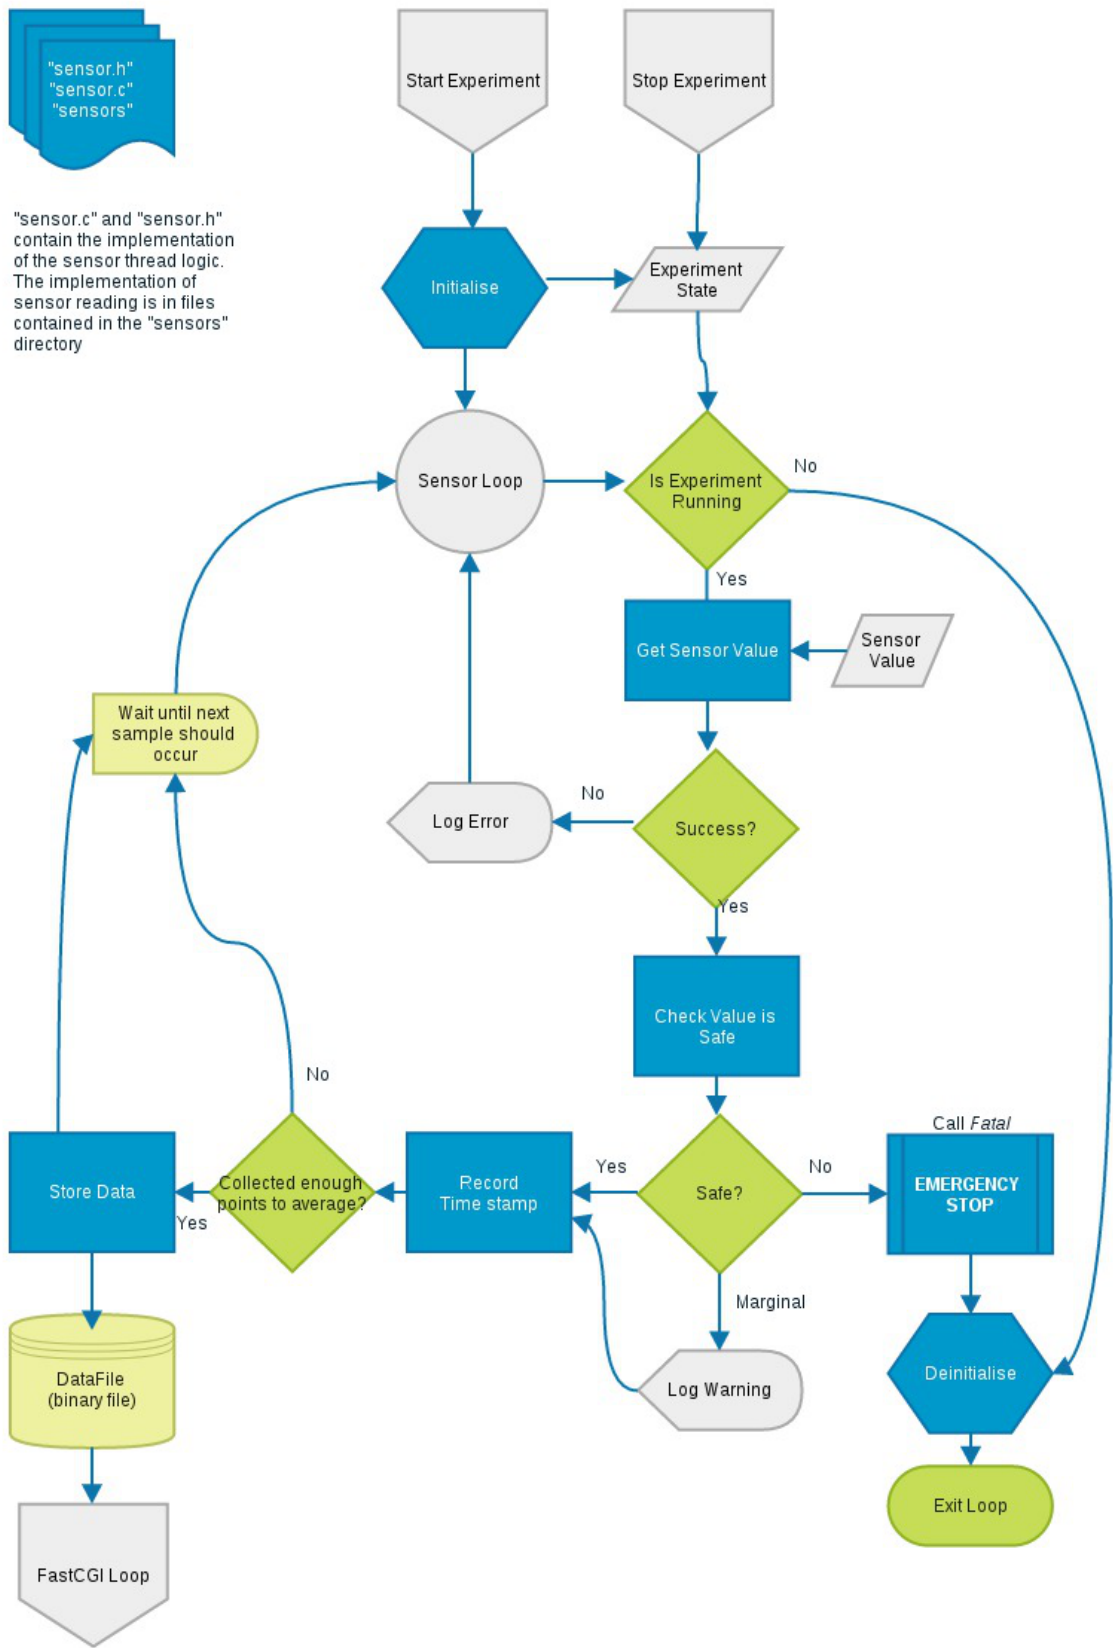 "sensor.h"
"sensor.c"
"sensors"
Start Experiment
Stop Experiment
"sensor.c" and "sensor.h"
contain the implementation
of the sensor thread logic.
The implementation of
sensor reading is in files
contained in the "sensors"
directory
Initialise
Experiment
State
Sensor Loop
Is Experiment
Running
No
Yes
Get Sensor Value
Sensor
Value
Wait until next
sample should
occur
Log Error
No
Success?
Yes
Check Value is
Safe
No
Store Data
Yes
Collected enough
points to average?
Record
Time stamp
Yes
Safe?
No
Call Fatal
EMERGENCY
STOP
Marginal
DataFile
(binary file)
Log Warning
Deinitialise
Exit Loop
FastCGI Loop